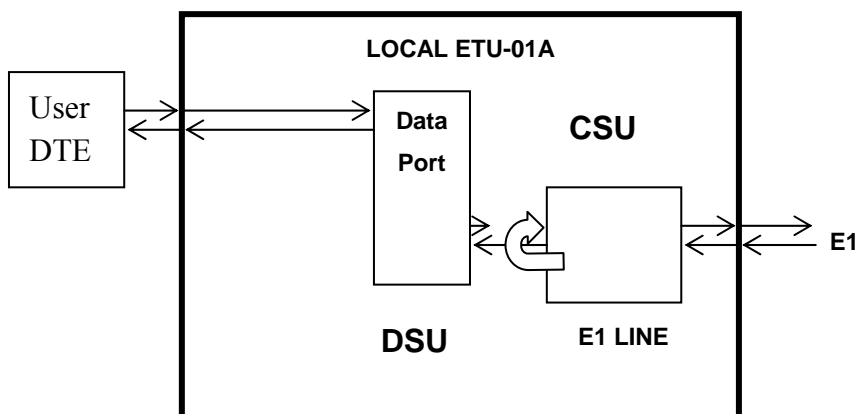 LOCAL ETU-01A
User
DTE
Data
Port
CSU
E1
DSU
E1 LINE